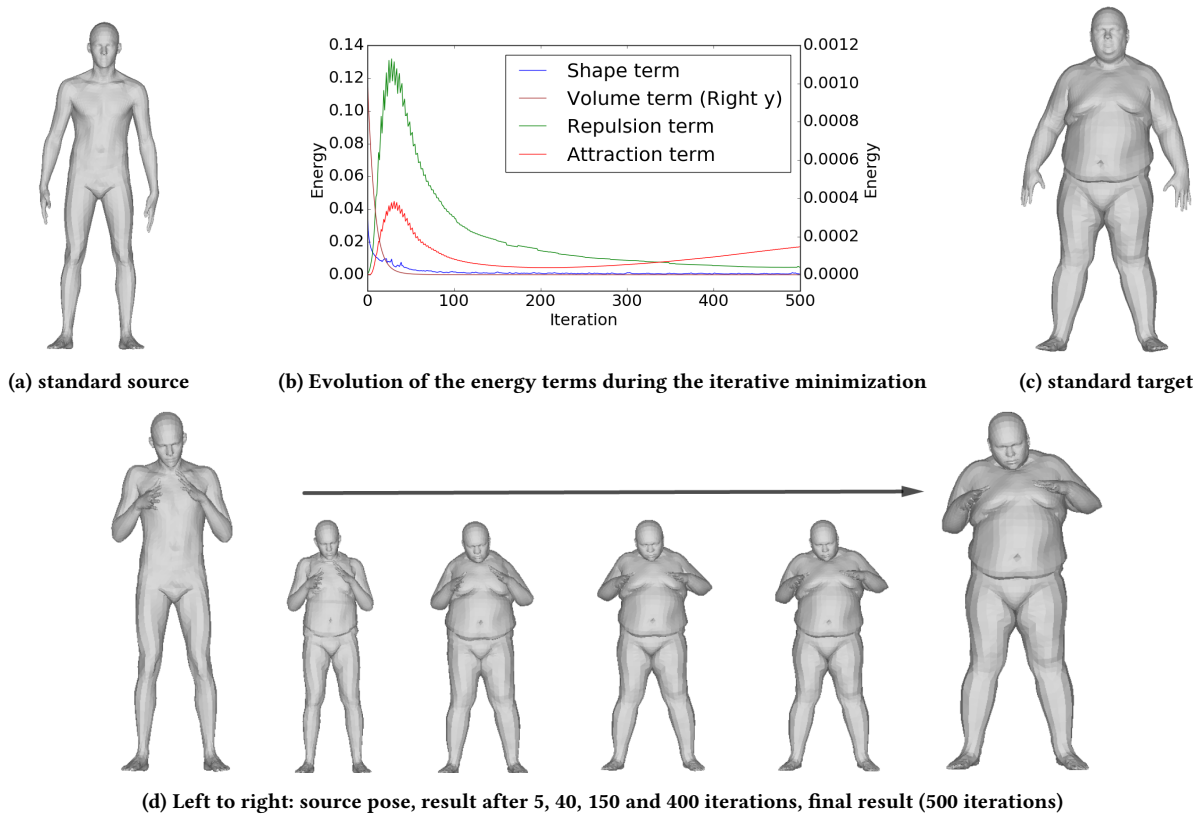 0.14
0.12
0.10
0.08
0.06
0.04
0.02
0.00
Energy
0.0012
0.0010
0.0008
0.0006
0.0004
0.0002
0.0000
Energy
Shape term
Volume term (Right y)
Repulsion term
Attraction term
0 100 200 300 400 500
Iteration
(a) standard source
(b) Evolution of the energy terms during the iterative minimization
(c) standard target
(d) Left to right: source pose, result after 5, 40, 150 and 400 iterations, final result (500 iterations)